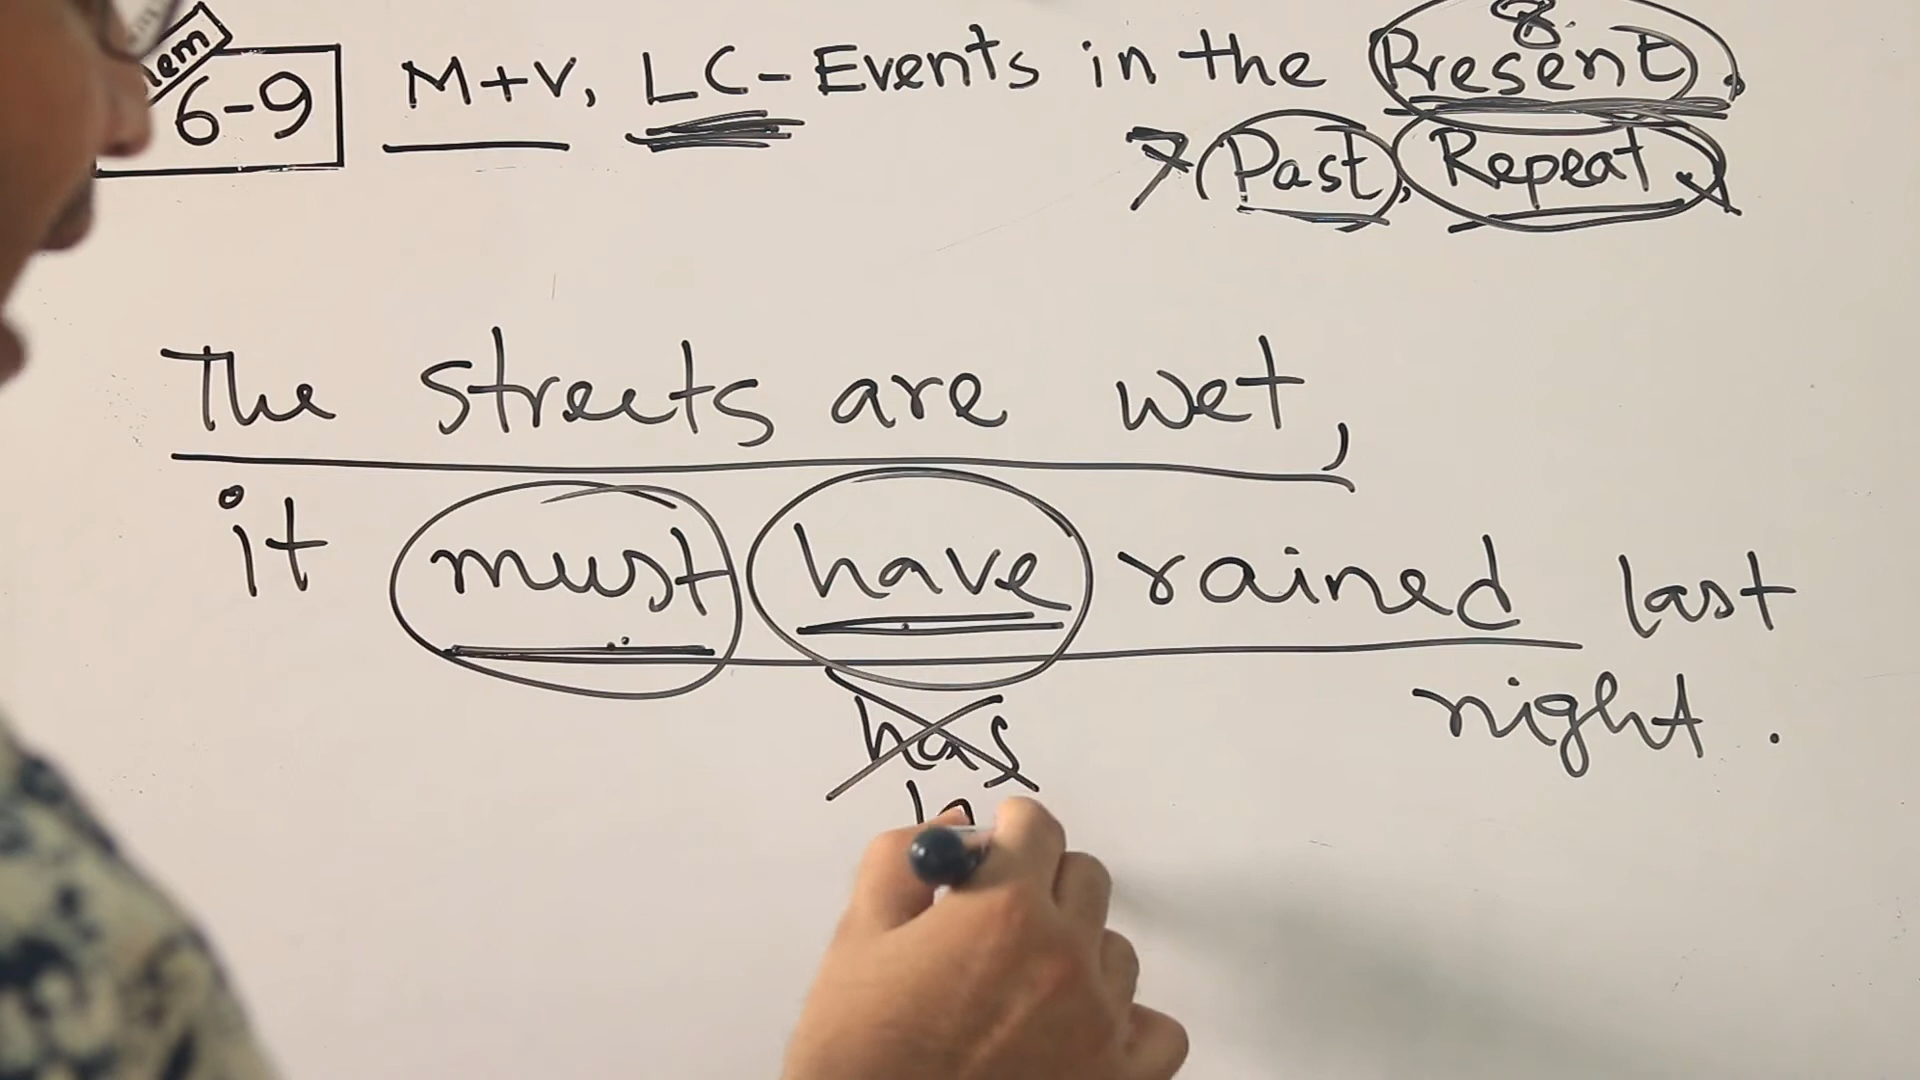 6-9 M+V, LC- Events in the Present.
7 Past, Repeat.
The streets are wet,
it must have rained last
night.
has